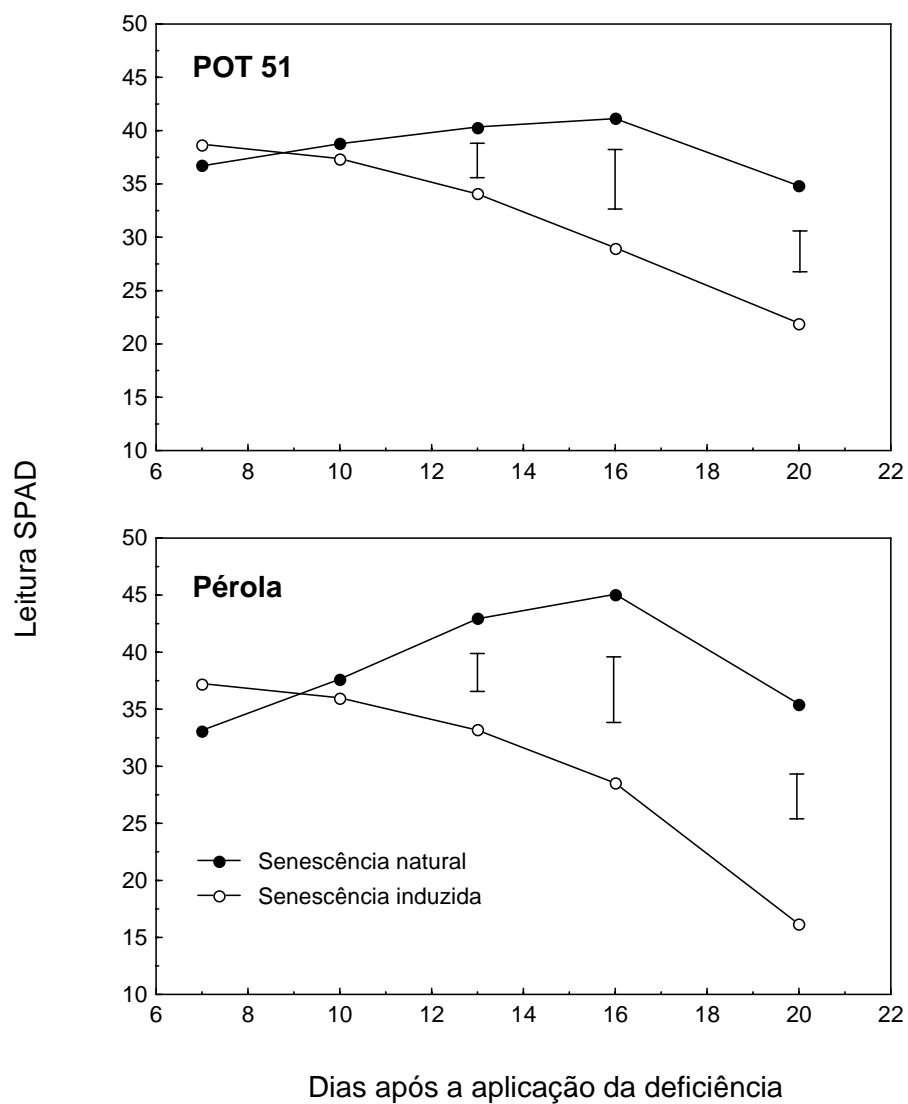 POT 51
50
45
40
35
30
25
20
15
10
6 8 10 12 14 16 18 20 22
Leitura SPAD
Pérola
50
45
40
35
30
25
20
15
10
Senescência natural
Senescência induzida
6 8 10 12 14 16 18 20 22
Dias após a aplicação da deficiência